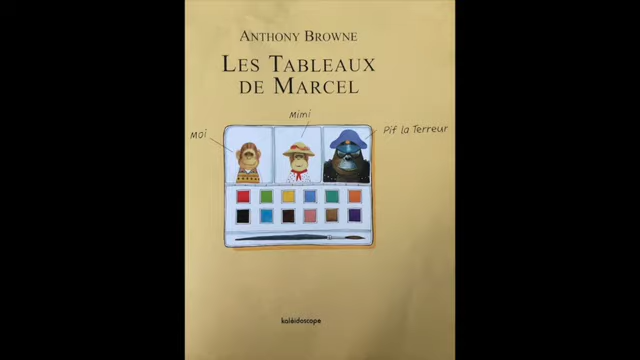 ANTHONY BROWNE
LES TABLEAUX
DE MARCEL
Mimi
Moi
Pif la Terreur
kaléidoscope